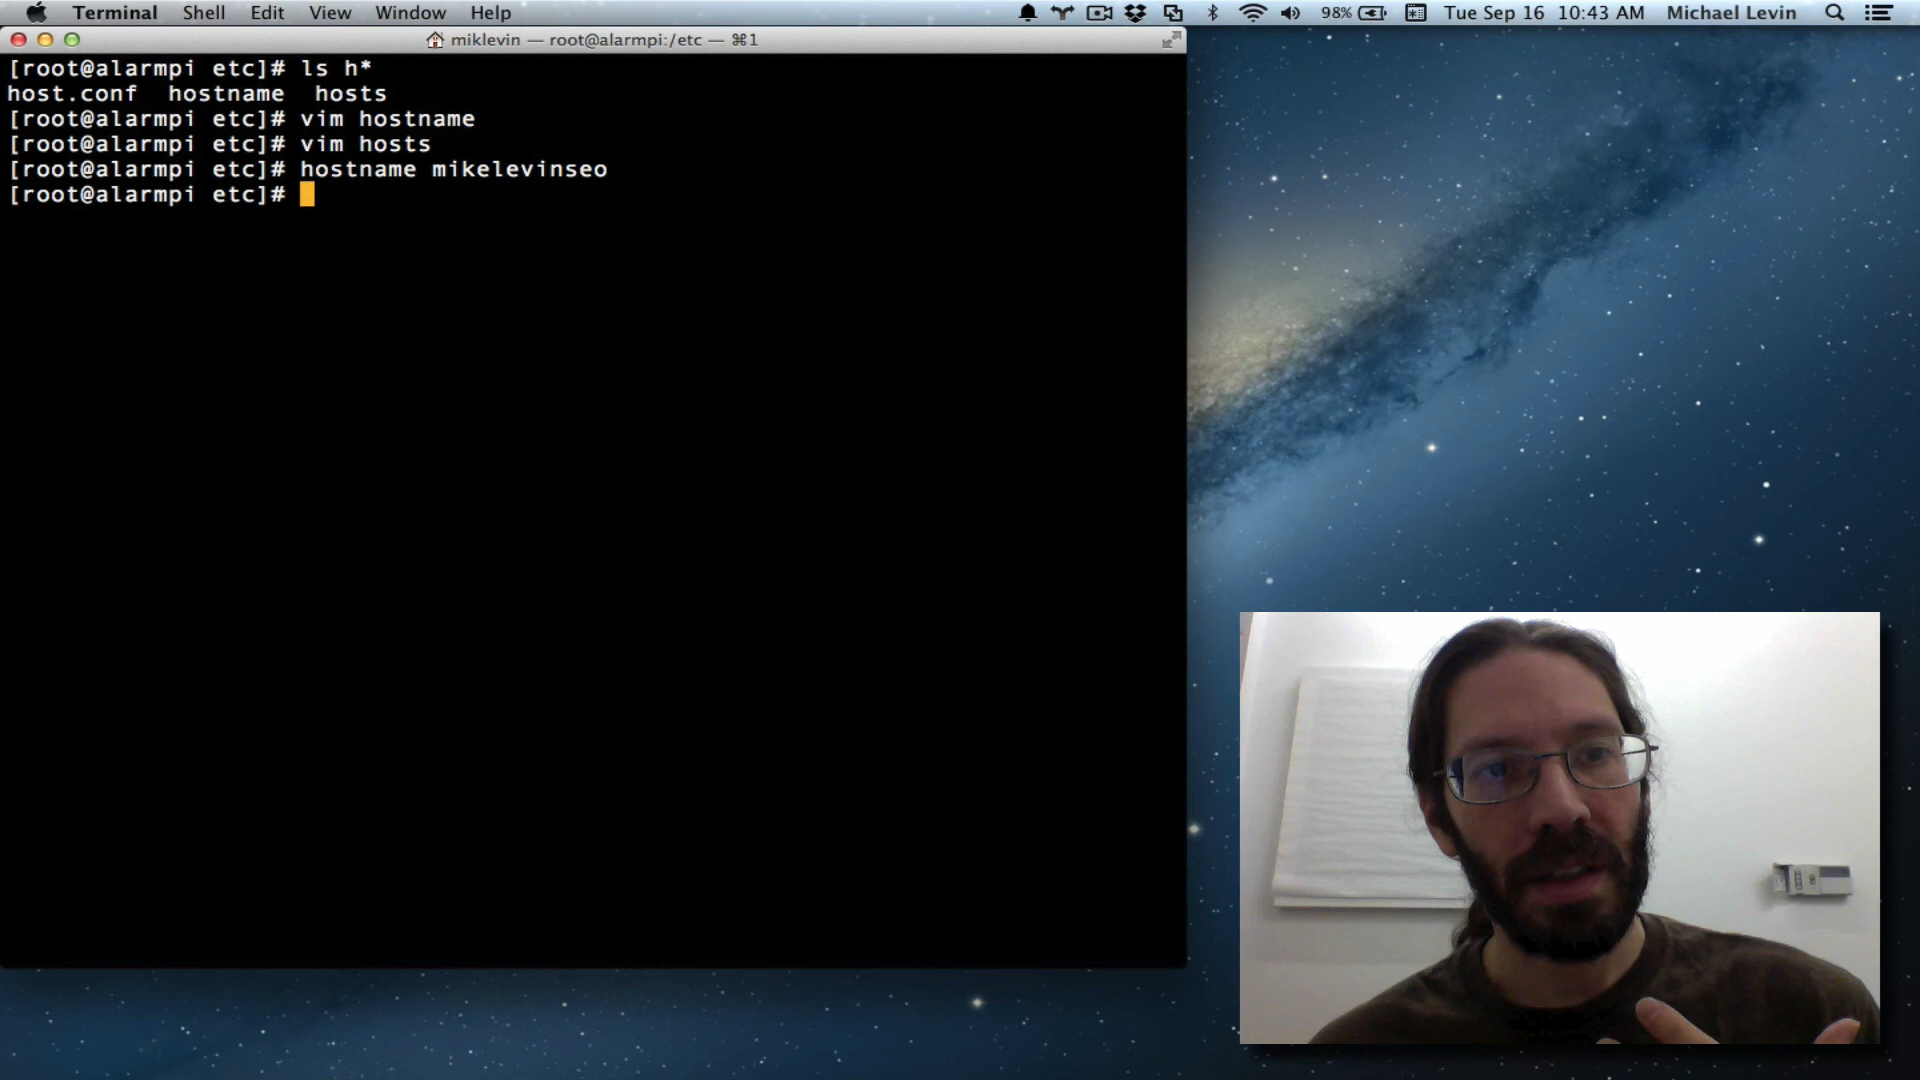 Terminal Shell Edit View Window Help 98% Tue Sep 16 10:43 AM Michael Levin
miklevin — root@alarmpi:/etc — ⌘1
[root@alarmpi etc]# ls h*
host.conf hostname hosts
[root@alarmpi etc]# vim hostname
[root@alarmpi etc]# vim hosts
[root@alarmpi etc]# hostname mikelevinseo
[root@alarmpi etc]#